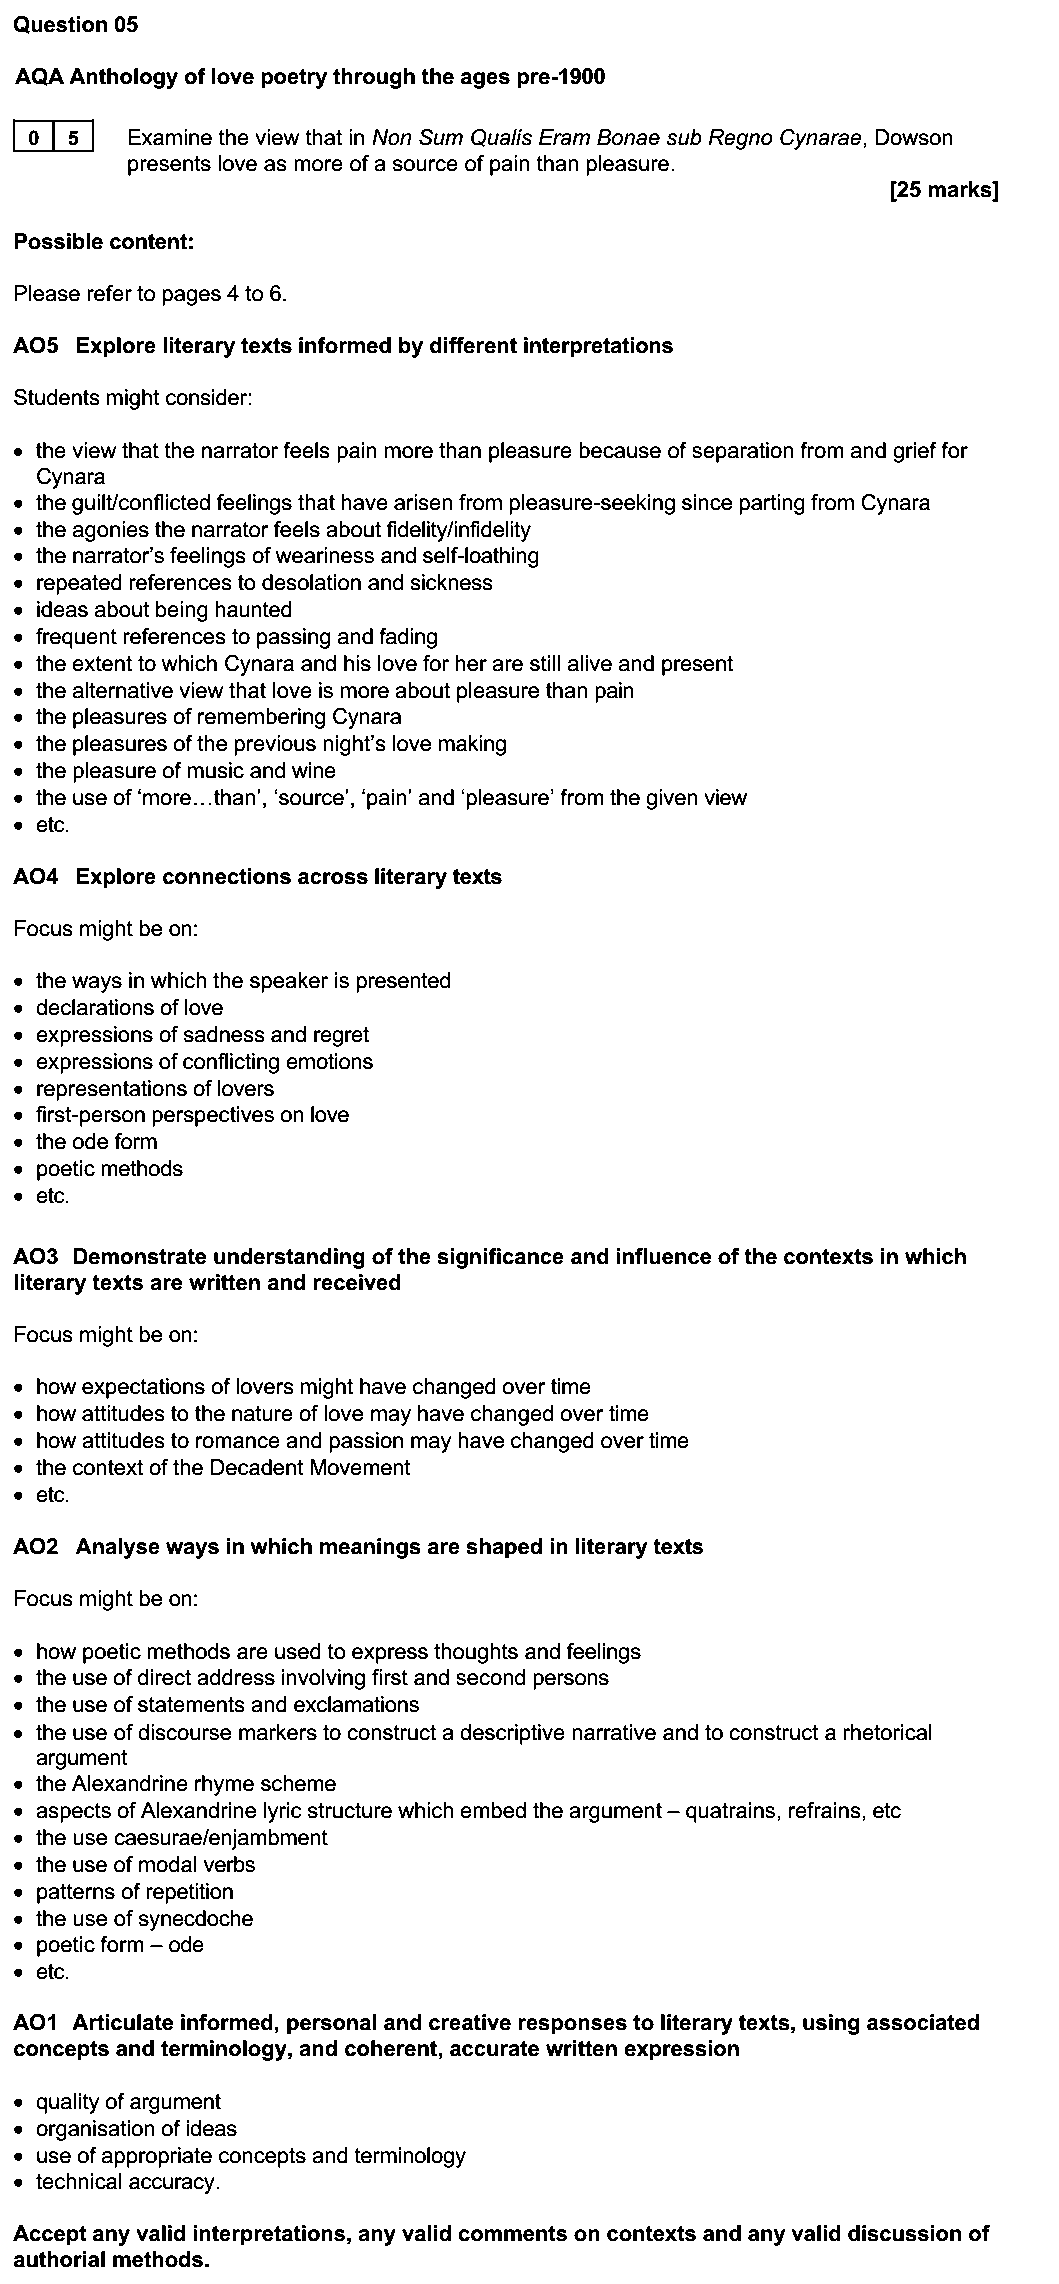 Question 05
AQA Anthology of love poetry through the ages pre-1900
0 5 Examine the view that in Non Sum Qualis Eram Bonae sub Regno Cynarae, Dowson
presents love as more of a source of pain than pleasure.
[25 marks]
Possible content:
Please refer to pages 4 to 6.
AO5 Explore literary texts informed by different interpretations
Students might consider:
• the view that the narrator feels pain more than pleasure because of separation from and grief for
Cynara
• the guilt/conflicted feelings that have arisen from pleasure-seeking since parting from Cynara
• the agonies the narrator feels about fidelity/infidelity
• the narrator’s feelings of weariness and self-loathing
• repeated references to desolation and sickness
• ideas about being haunted
• frequent references to passing and fading
• the extent to which Cynara and his love for her are still alive and present
• the alternative view that love is more about pleasure than pain
• the pleasures of remembering Cynara
• the pleasures of the previous night’s love making
• the pleasure of music and wine
• the use of ‘more…than’, ‘source’, ‘pain’ and ‘pleasure’ from the given view
• etc.
AO4 Explore connections across literary texts
Focus might be on:
• the ways in which the speaker is presented
• declarations of love
• expressions of sadness and regret
• expressions of conflicting emotions
• representations of lovers
• first-person perspectives on love
• the ode form
• poetic methods
• etc.
AO3 Demonstrate understanding of the significance and influence of the contexts in which
literary texts are written and received
Focus might be on:
• how expectations of lovers might have changed over time
• how attitudes to the nature of love may have changed over time
• how attitudes to romance and passion may have changed over time
• the context of the Decadent Movement
• etc.
AO2 Analyse ways in which meanings are shaped in literary texts
Focus might be on:
• how poetic methods are used to express thoughts and feelings
• the use of direct address involving first and second persons
• the use of statements and exclamations
• the use of discourse markers to construct a descriptive narrative and to construct a rhetorical
argument
• the Alexandrine rhyme scheme
• aspects of Alexandrine lyric structure which embed the argument – quatrains, refrains, etc
• the use caesurae/enjambment
• the use of modal verbs
• patterns of repetition
• the use of synecdoche
• poetic form – ode
• etc.
AO1 Articulate informed, personal and creative responses to literary texts, using associated
concepts and terminology, and coherent, accurate written expression
• quality of argument
• organisation of ideas
• use of appropriate concepts and terminology
• technical accuracy.
Accept any valid interpretations, any valid comments on contexts and any valid discussion of
authorial methods.